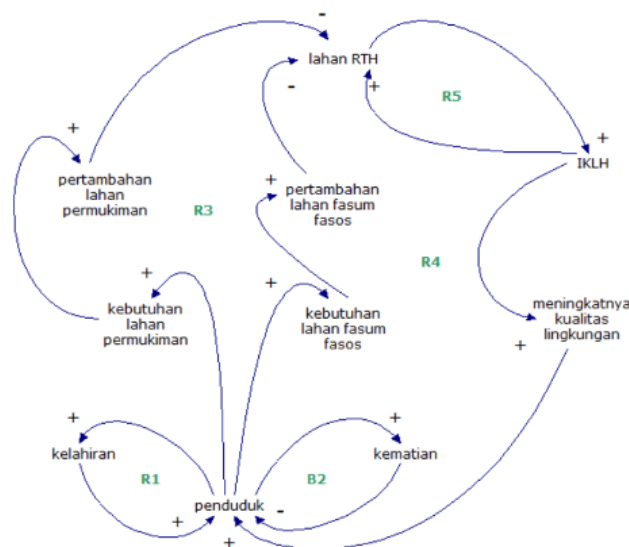 -
lahan RTH
-
+
R5
+
IKLH
+
pertambahan
lahan
permukiman
+
pertambahan
lahan fasum
fasos
R3
R4
+
kebutuhan
lahan
permukiman
+
kebutuhan
lahan fasum
fasos
meningkatnya
kualitas
lingkungan
+
+
kelahiran
R1
+
penduduk
B2
+
kematian
-
+